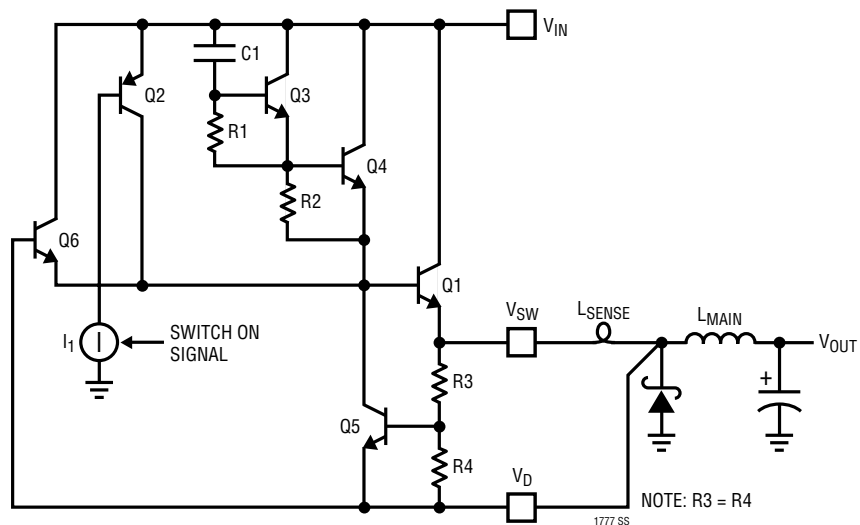 V_IN
C1
Q2
Q3
R1
Q4
R2
Q6
Q1
V_SW
L_SENSE
L_MAIN
I_1
I
SWITCH ON
SIGNAL
V_OUT
+
R3
Q5
R4
V_D
NOTE: R3 = R4
1777 SS